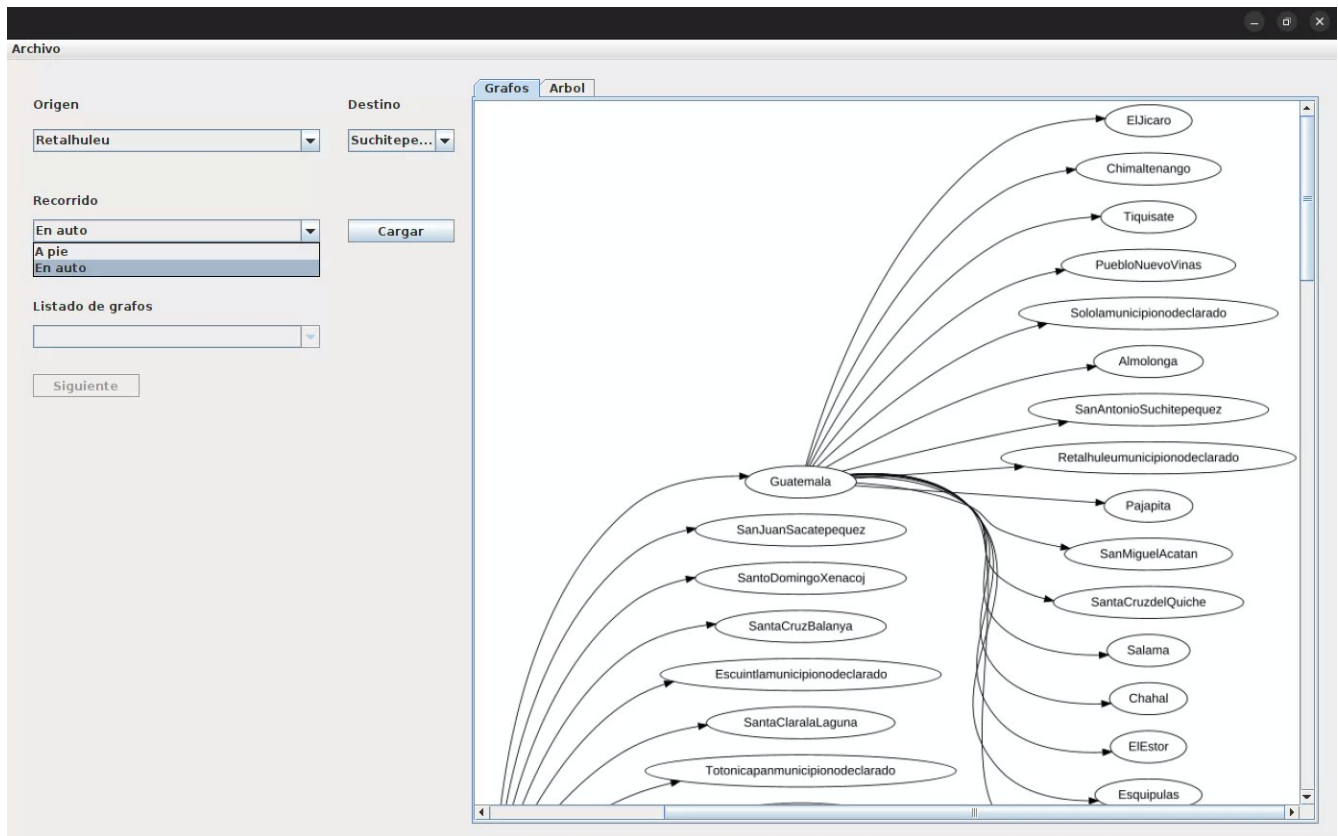 Archivo
Origen
Destino
Retalhuleu
Suchitepe...
Recorrido
En auto
Cargar
A pie
En auto
Listado de grafos
Siguiente
Grafos
Arbol
ElJicaro
Chimaltenango
Tiquisate
PuebloNuevoVinas
Sololamunicipionodeclarado
Almolonga
SanAntonioSuchitepequez
Retalhuleumunicipionodeclarado
Guatemala
Pajapita
SanJuanSacatepequez
SanMiguelAcatan
SantoDomingoXenacoj
SantaCruzdelQuiche
SantaCruzBalanya
Salama
Escuintlamunicipionodeclarado
Chahal
SantaClaralaLaguna
ElEstor
Totonicapanmunicipionodeclarado
Esquipulas